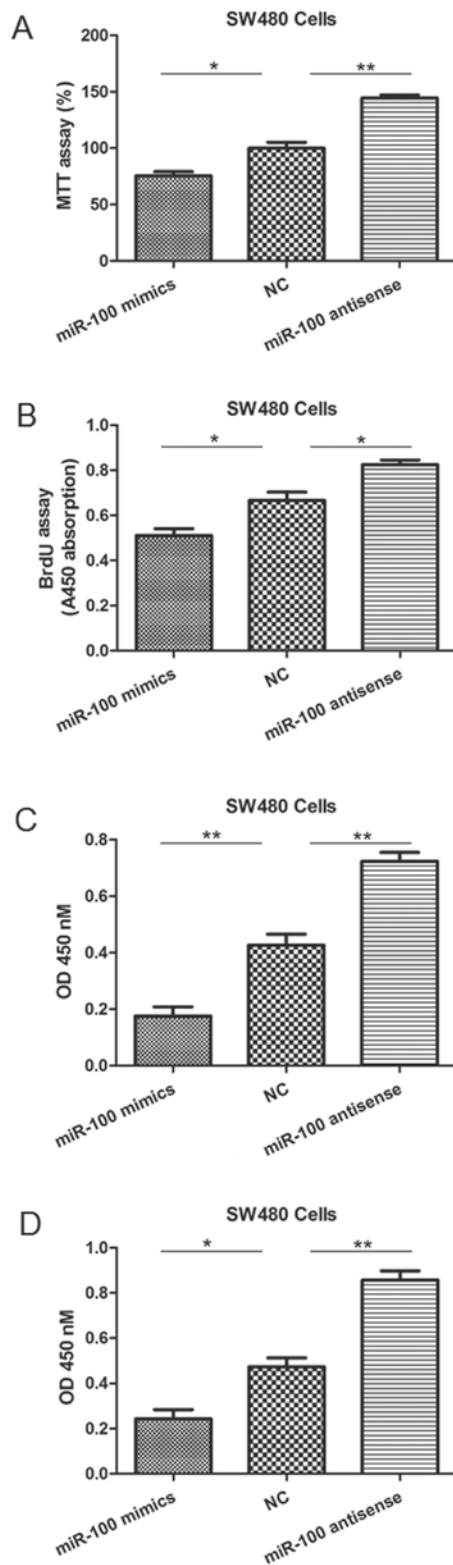 A
SW480 Cells
* **
200
150
100
50
0
MTT assay (%)
miR-100 mimics
NC
miR-100 antisense
B
SW480 Cells
* *
1.0
0.8
0.6
0.4
0.2
0.0
BrdU assay
(A450 absorption)
miR-100 mimics
NC
miR-100 antisense
C
SW480 Cells
** **
0.8
0.6
0.4
0.2
0.0
OD 450 nM
miR-100 mimics
NC
miR-100 antisense
D
SW480 Cells
* **
1.0
0.8
0.6
0.4
0.2
0.0
OD 450 nM
miR-100 mimics
NC
miR-100 antisense